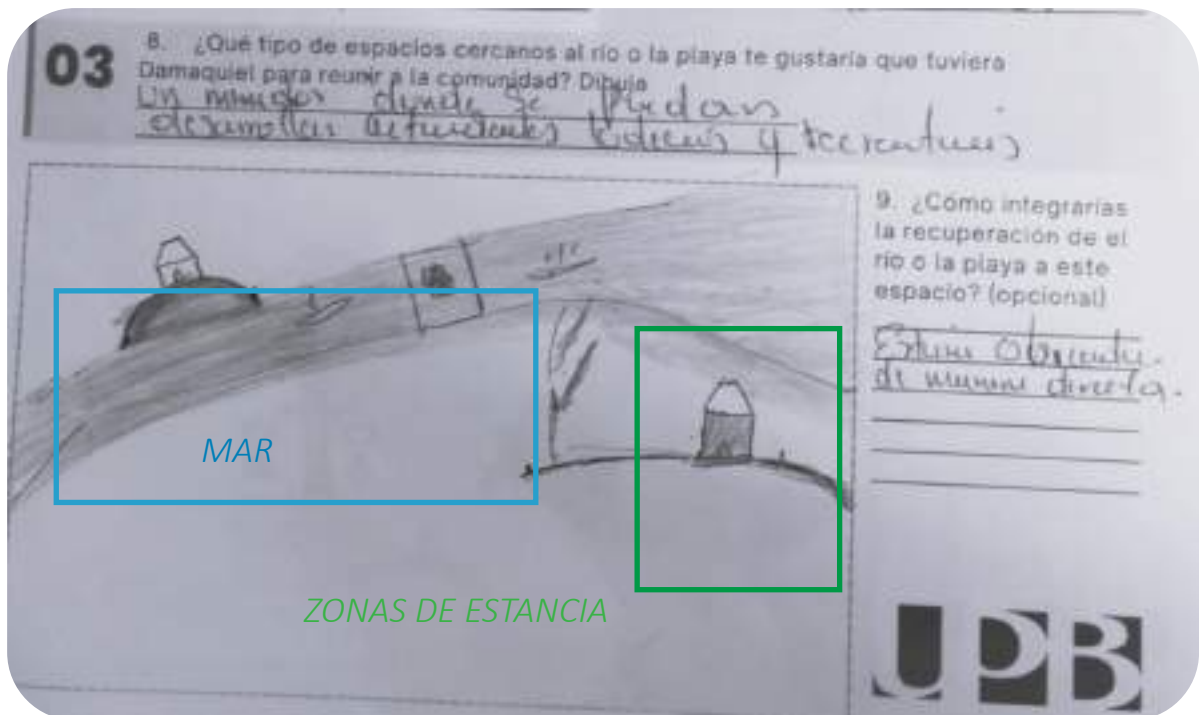 03
8. ¿Qué tipo de espacios cercanos al río o la playa te gustaría que tuviera
Damaquiel para reunir a la comunidad? Dibuja
Un donde se Puedan
desarrollar y
9. ¿Cómo integrarías
la recuperación de el
río o la playa a este
espacio? (opcional)
de directa.
MAR
ZONAS DE ESTANCIA
UPB